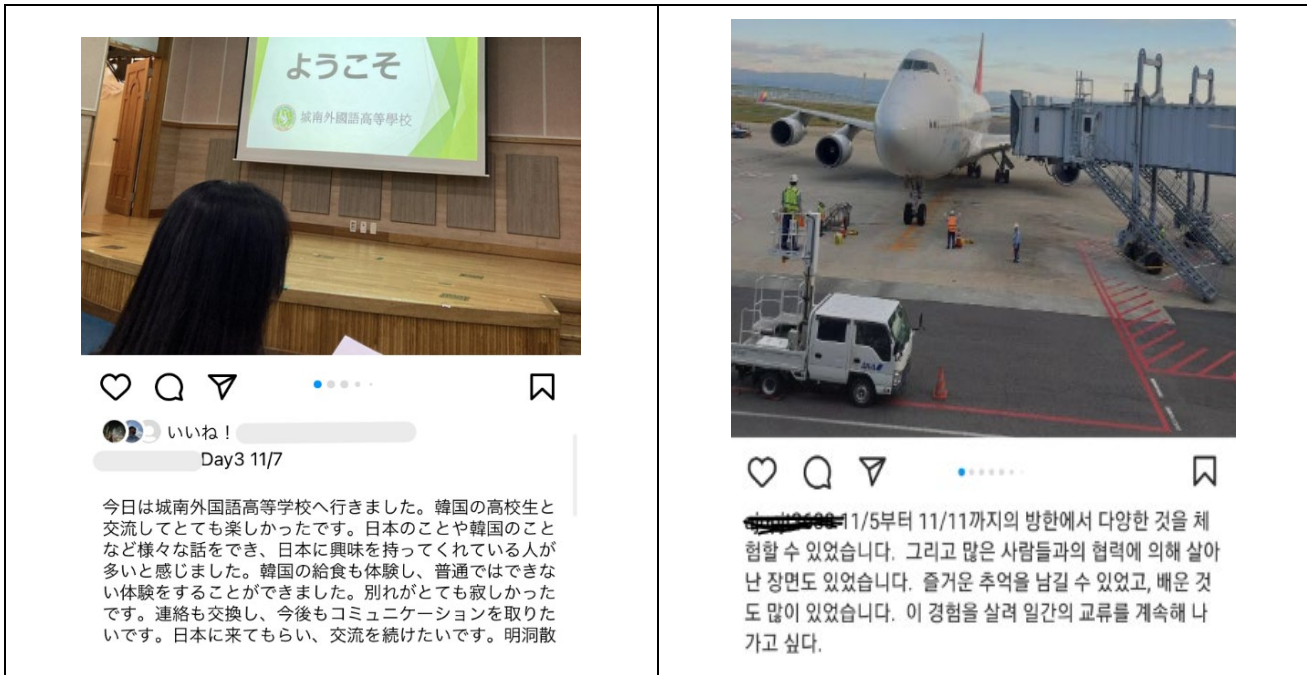 ようこそ
城南外國語高等學校
いいね！
Day3 11/7
今日は城南外国語高等学校へ行きました。韓国の高校生と
交流してとても楽しかったです。日本のことや韓国のこと
など様々な話をでき、日本に興味を持ってくれている人が
多いと感じました。韓国の給食も体験し、普通ではできな
い体験をすることができました。別れがとても寂しかった
です。連絡も交換し、今後もコミュニケーションを取りた
いです。日本に来てもらい、交流を続けたいです。明洞散
ANA
11/5부터 11/11까지의 방한에서 다양한 것을 체
험할 수 있었습니다. 그리고 많은 사람들과의 협력에 의해 살아
난 장면도 있었습니다. 즐거운 추억을 남길 수 있었고, 배운 것
도 많이 있었습니다. 이 경험을 살려 일간의 교류를 계속해 나
가고 싶다.